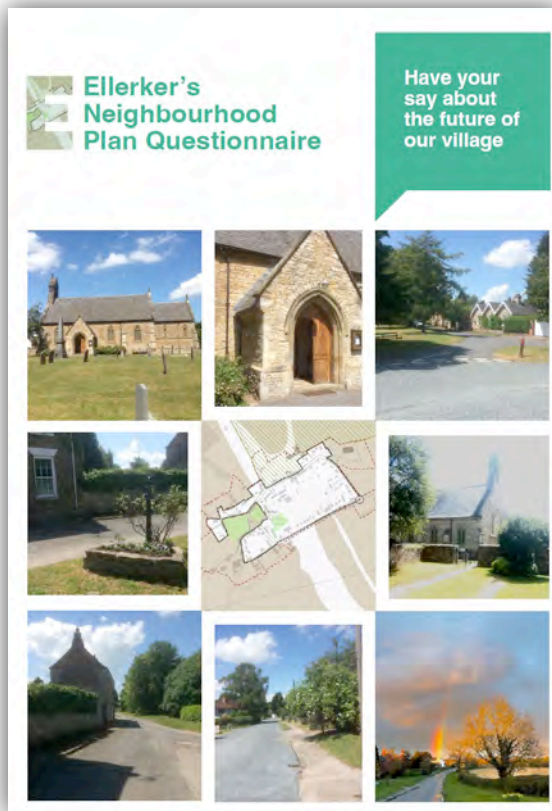 Ellerker's
Neighbourhood
Plan Questionnaire
Have your
say about
the future of
our village